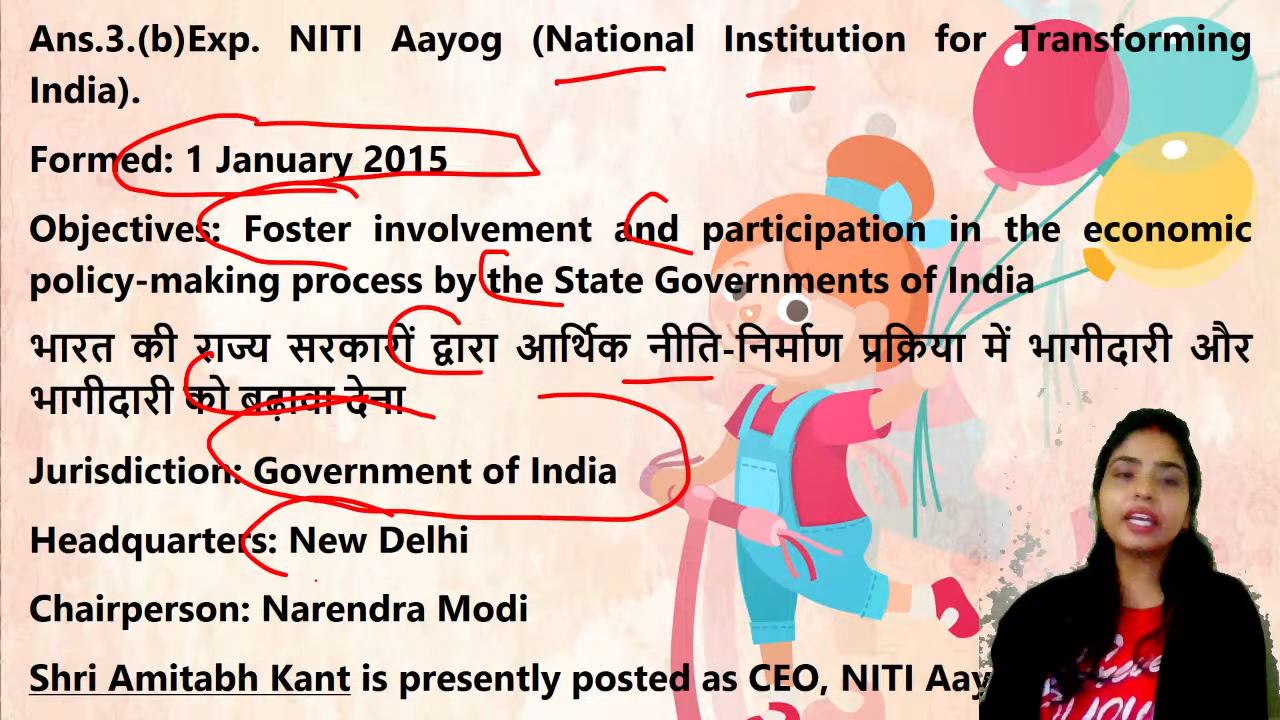 Ans.3.(b)Exp. NITI Aayog (National Institution for Transforming
India).
Formed: 1 January 2015
Objectives: Foster involvement and participation in the economic
policy-making process by the State Governments of India
भारत की राज्य सरकारों द्वारा आर्थिक नीति-निर्माण प्रक्रिया में भागीदारी और
भागीदारी को बढ़ावा देना
Jurisdiction: Government of India
Headquarters: New Delhi
Chairperson: Narendra Modi
Shri Amitabh Kant is presently posted as CEO, NITI Aay